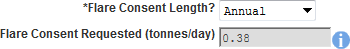 *Flare Consent Length? Annual
Flare Consent Requested (tonnes/day) 0.38